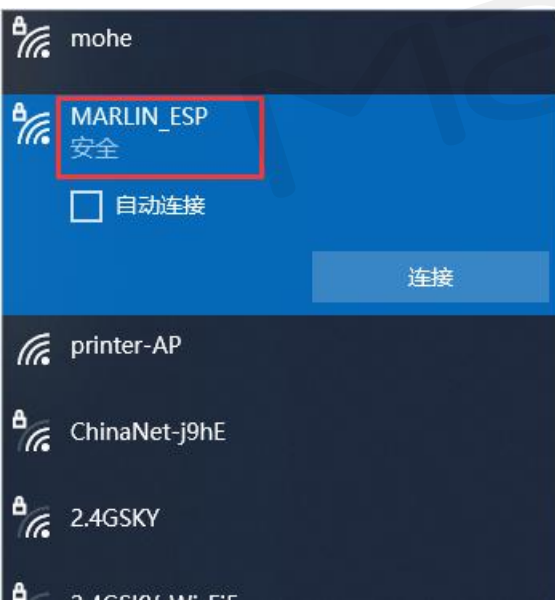 mohe
MARLIN_ESP
安全
自动连接
连接
printer-AP
ChinaNet-j9hE
2.4GSKY